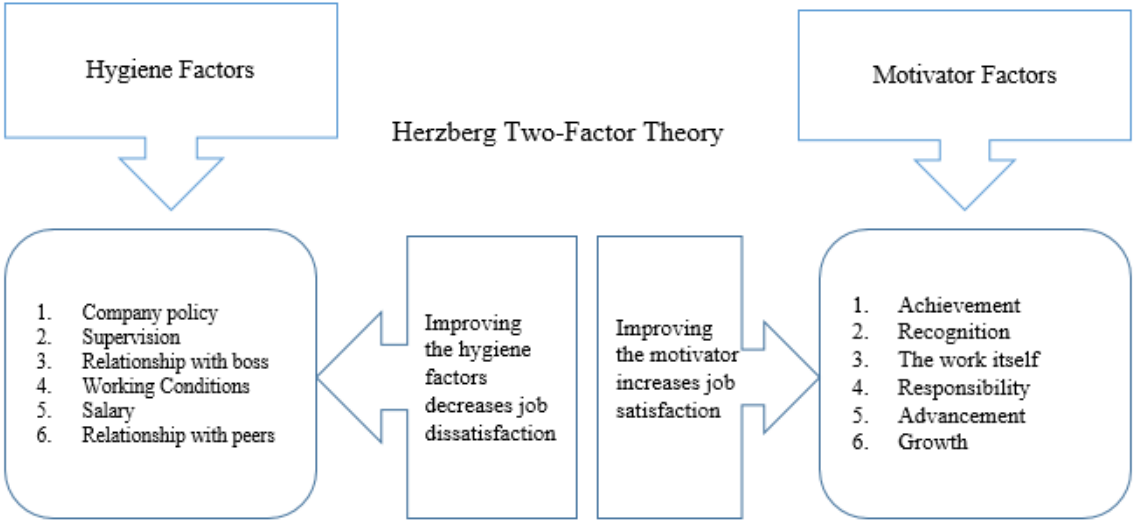 Hygiene Factors
Motivator Factors
Herzberg Two-Factor Theory
1. Company policy
2. Supervision
3. Relationship with boss
4. Working Conditions
5. Salary
6. Relationship with peers
Improving
the hygiene
factors
decreases job
dissatisfaction
Improving
the motivator
increases job
satisfaction
1. Achievement
2. Recognition
3. The work itself
4. Responsibility
5. Advancement
6. Growth